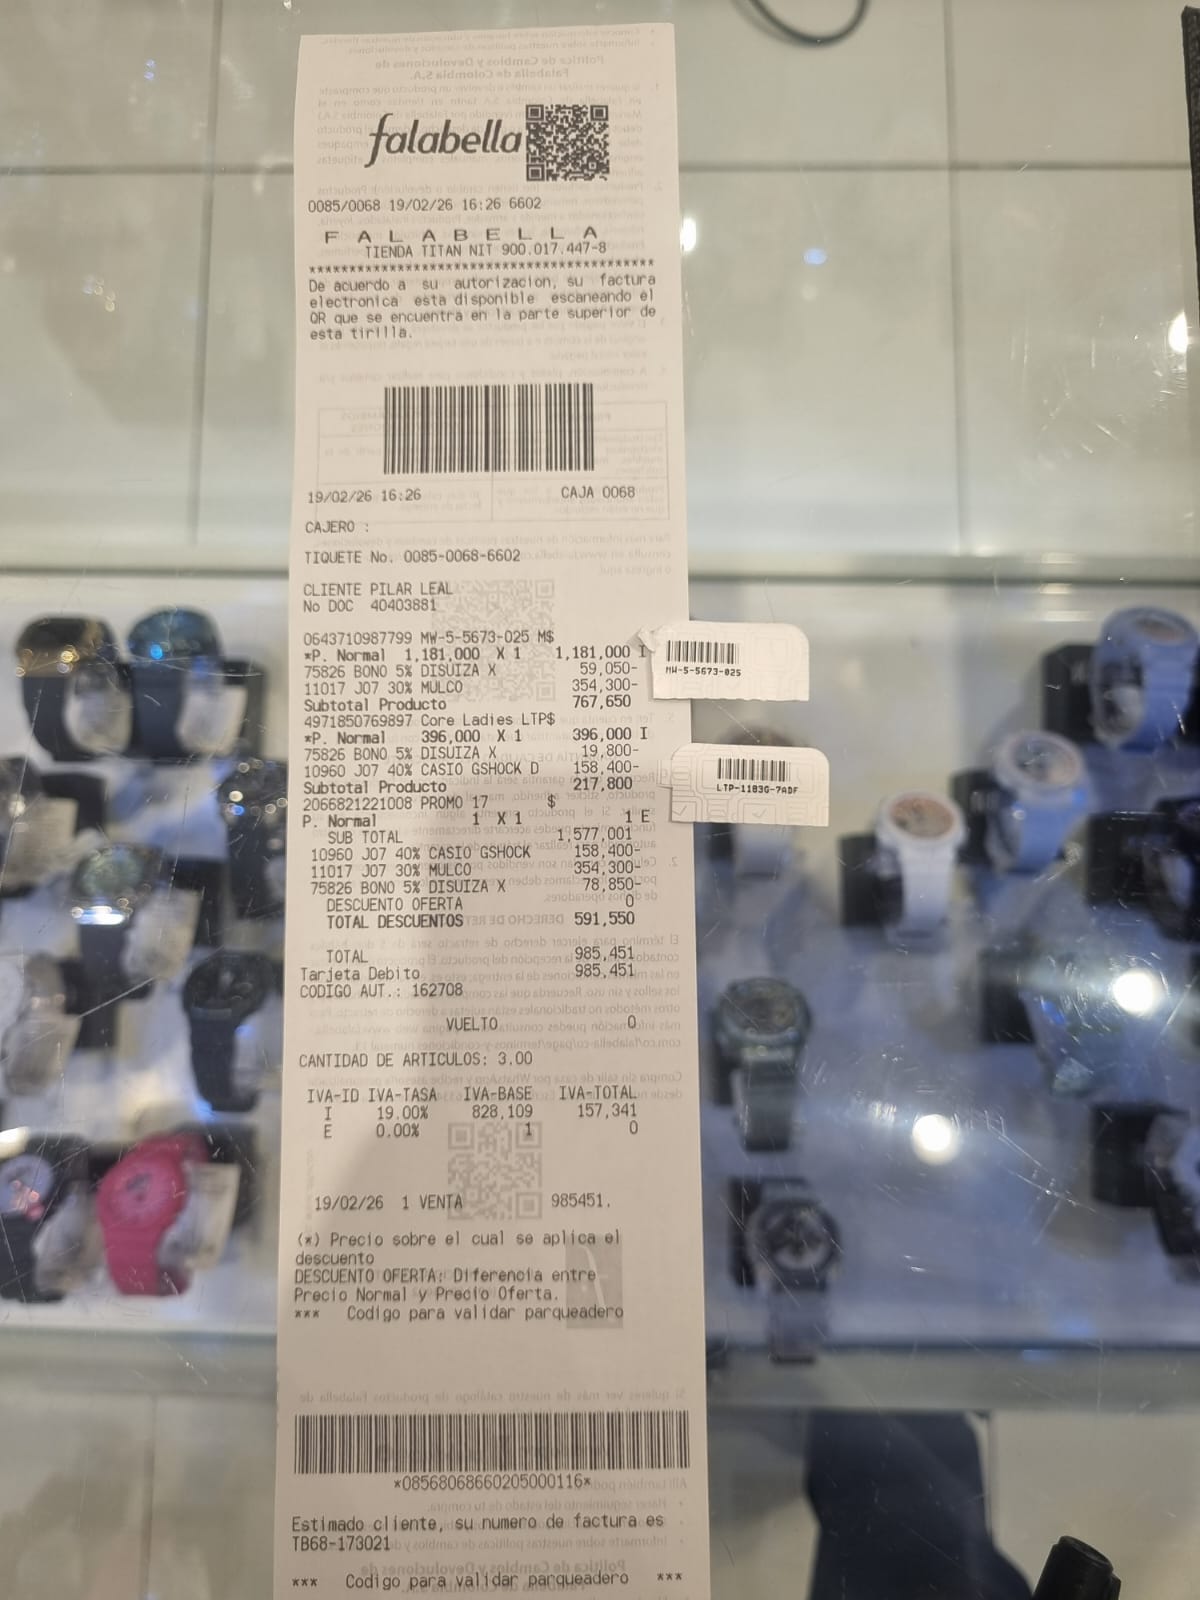 falabella
0085/0068 19/02/26 16:26 6602
F A L A B E L L A
TIENDA TITAN NIT 900.017.447-8
********************************************
De acuerdo a su autorizacion, su factura
electronica esta disponible escaneando el
QR que se encuentra en la parte superior de
esta tirilla.
19/02/26 16:26 CAJA 0068
CAJERO :
TIQUETE No. 0085-0068-6602
CLIENTE PILAR LEAL
No DOC 40403881
0643710987799 MW-5-5673-025 M$
*P. Normal 1,181,000 X 1 1,181,000 I
75826 BONO 5% DISUIZA X 59,050-
11017 J07 30% MULCO 354,300-
Subtotal Producto 767,650
4971850769897 Core Ladies LTP$
*P. Normal 396,000 X 1 396,000 I
75826 BONO 5% DISUIZA X 19,800-
10960 J07 40% CASIO GSHOCK D 158,400-
Subtotal Producto 217,800
2066821221008 PROMO 17 $
P. Normal 1 X 1 1 E
SUB TOTAL 1,577,001
10960 J07 40% CASIO GSHOCK 158,400-
11017 J07 30% MULCO 354,300-
75826 BONO 5% DISUIZA X 78,850-
DESCUENTO OFERTA 0
TOTAL DESCUENTOS 591,550
TOTAL 985,451
Tarjeta Debito 985,451
CODIGO AUT.: 162708
VUELTO 0
CANTIDAD DE ARTICULOS: 3.00
IVA-ID IVA-TASA IVA-BASE IVA-TOTAL
I 19.00% 828,109 157,341
E 0.00% 1 0
19/02/26 1 VENTA 985451.
(*) Precio sobre el cual se aplica el
descuento
DESCUENTO OFERTA: Diferencia entre
Precio Normal y Precio Oferta.
*** Codigo para validar parqueadero
*08568068660205000116*
Estimado cliente, su numero de factura es
TB68-173021
*** Codigo para validar parqueadero ***
MW-5-5673-025
LTP-1183G-7ADF